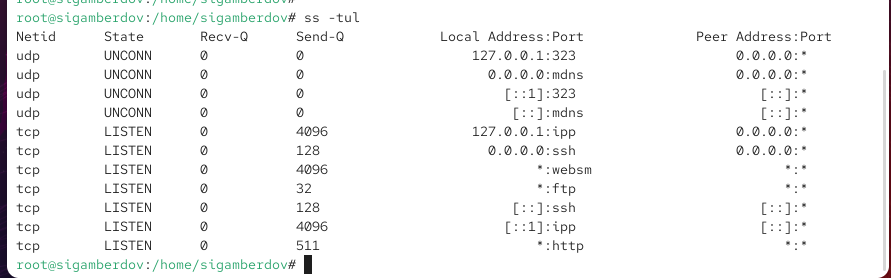 root@sigamberdov:/home/sigamberdov#
root@sigamberdov:/home/sigamberdov# ss -tul
Netid State Recv-Q Send-Q Local Address:Port Peer Address:Port
udp UNCONN 0 0 127.0.0.1:323 0.0.0.0:*
udp UNCONN 0 0 0.0.0.0:mdns 0.0.0.0:*
udp UNCONN 0 0 [::1]:323 [::]:*
udp UNCONN 0 0 [::]:mdns [::]:*
tcp LISTEN 0 4096 127.0.0.1:ipp 0.0.0.0:*
tcp LISTEN 0 128 0.0.0.0:ssh 0.0.0.0:*
tcp LISTEN 0 4096 *:websm *:*
tcp LISTEN 0 32 *:ftp *:*
tcp LISTEN 0 128 [::]:ssh [::]:*
tcp LISTEN 0 4096 [::1]:ipp [::]:*
tcp LISTEN 0 511 *:http *:*
root@sigamberdov:/home/sigamberdov#